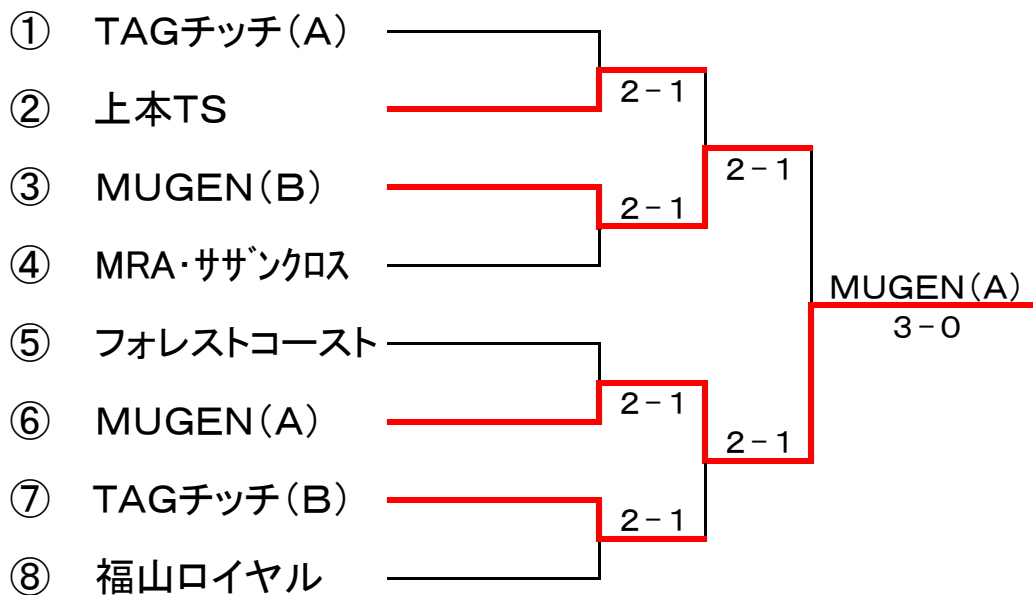 ① TAGチッチ(A)
2-1
② 上本TS
2-1
③ MUGEN(B)
2-1
④ MRA・サザンクロス
MUGEN(A)
3-0
⑤ フォレストコースト
2-1
⑥ MUGEN(A)
2-1
⑦ TAGチッチ(B)
2-1
⑧ 福山ロイヤル